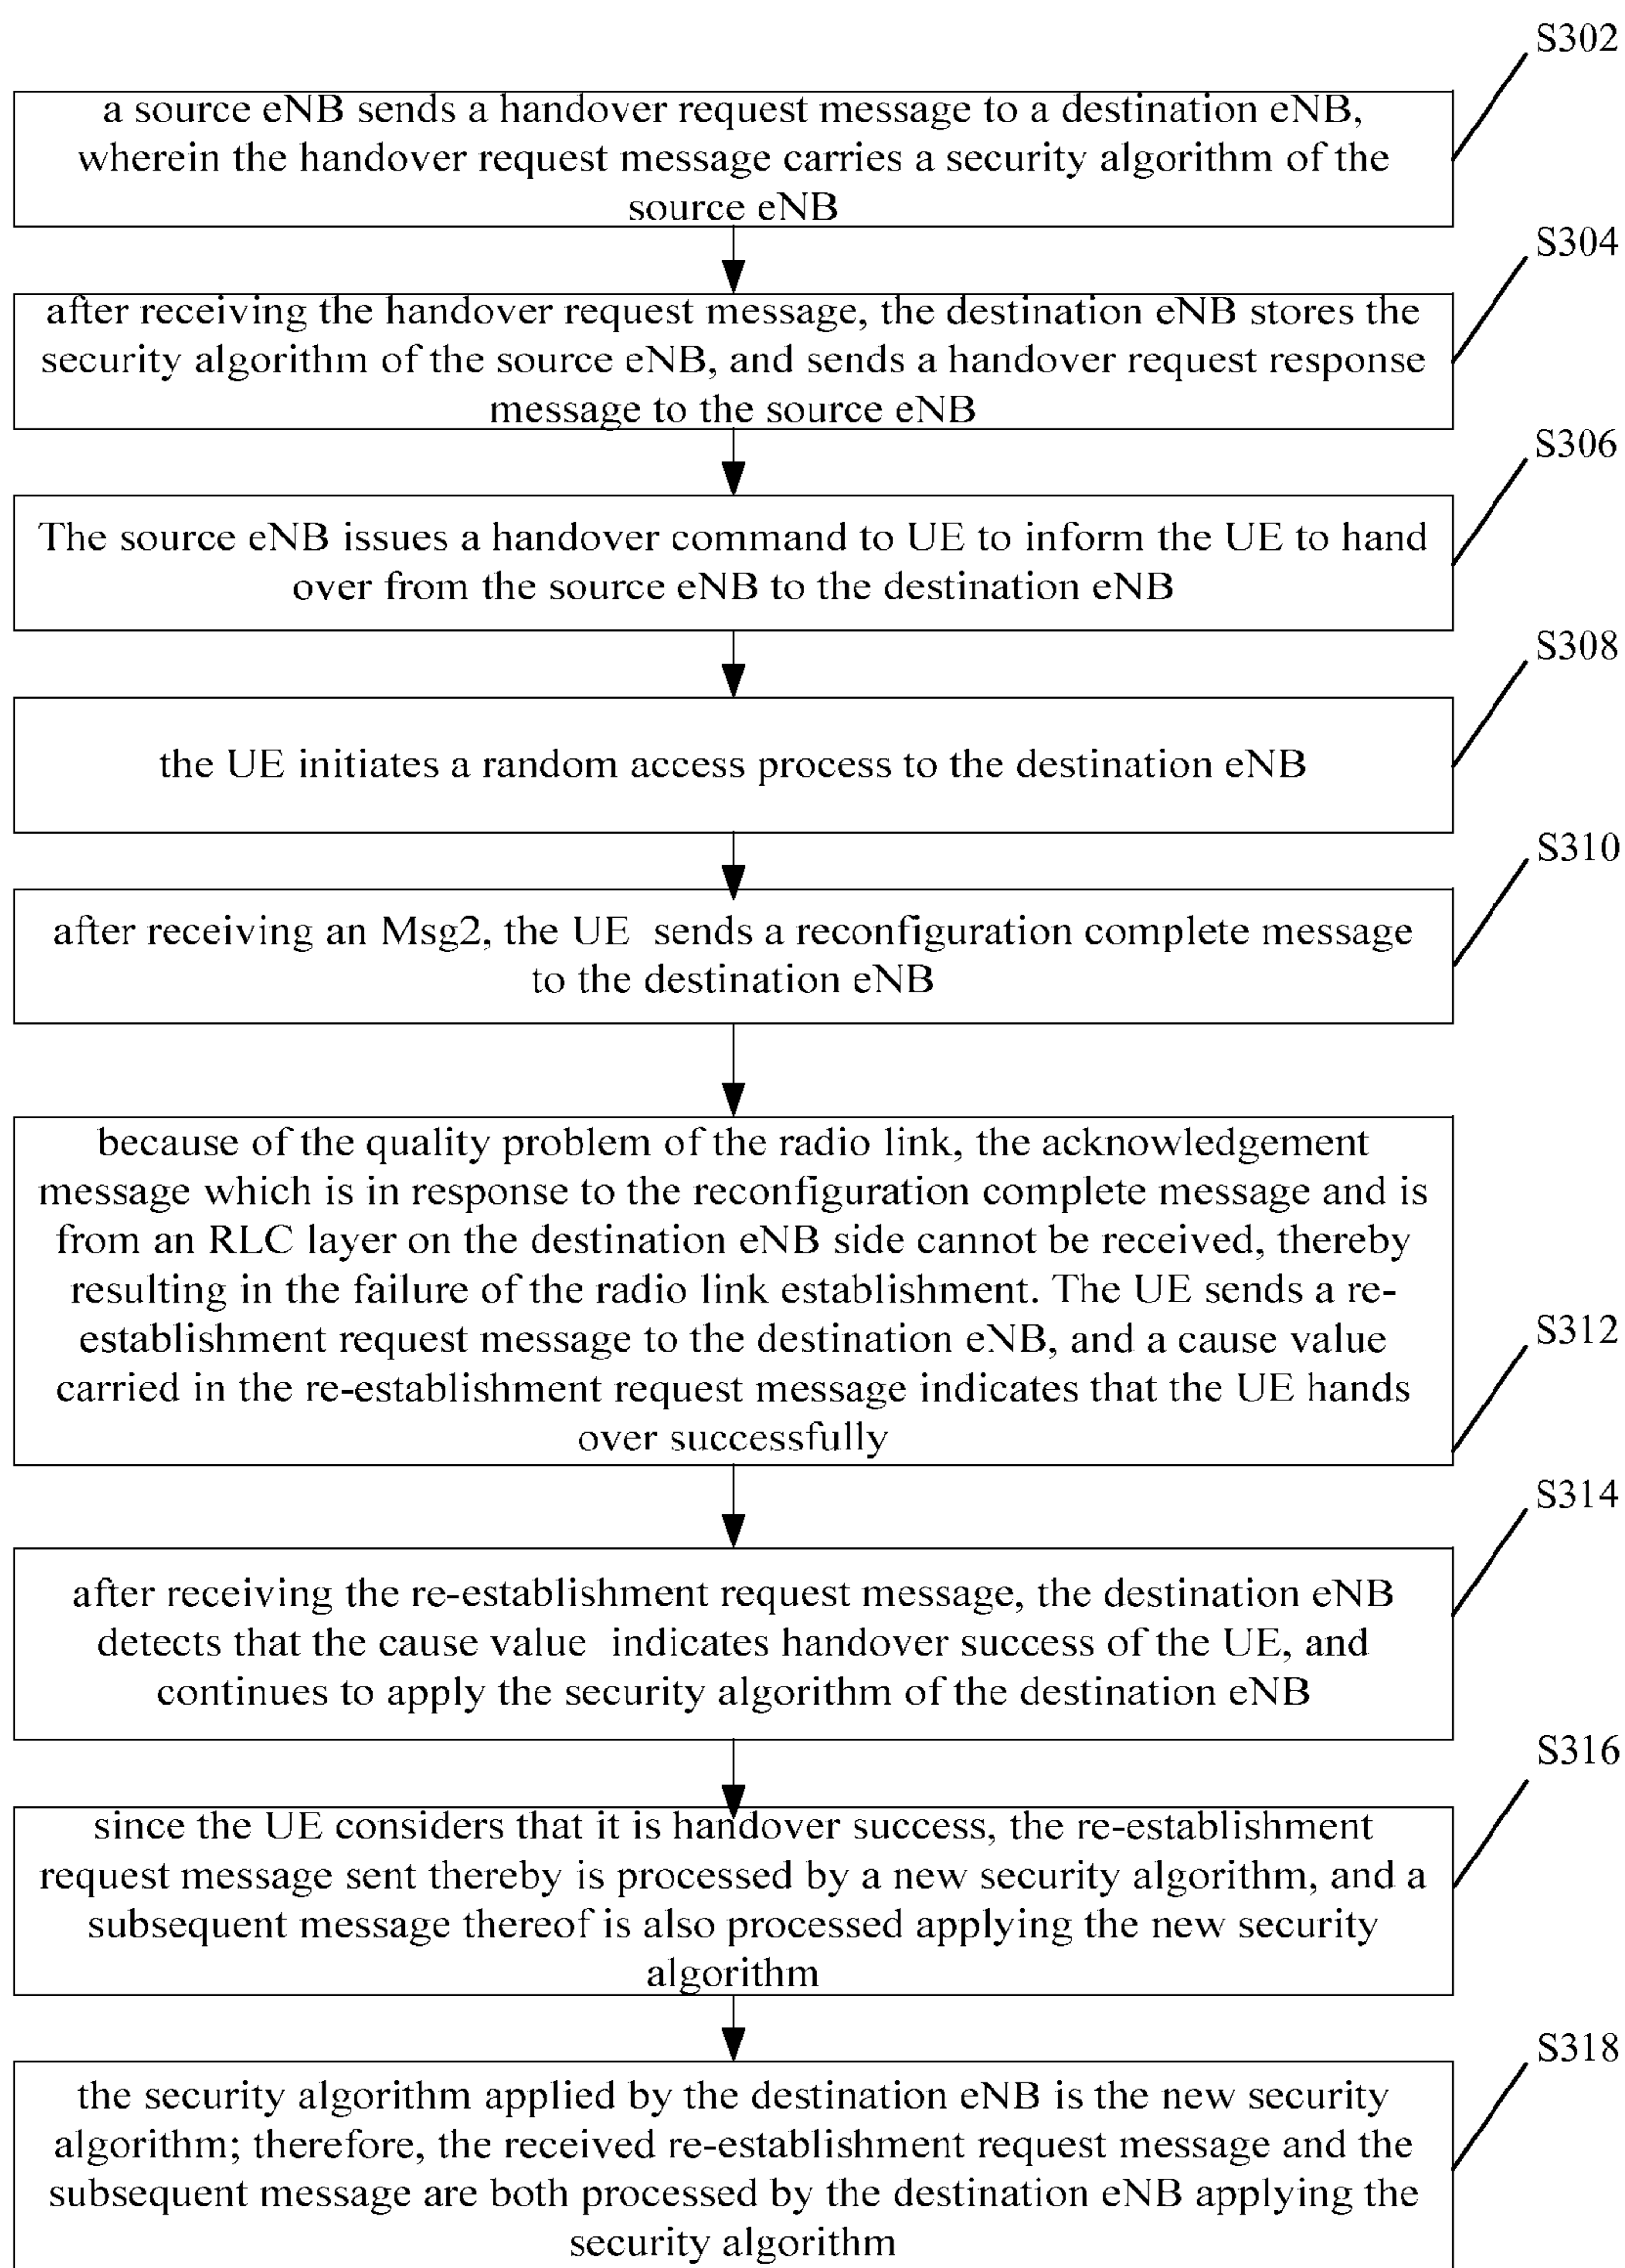 S302
a source eNB sends a handover request message to a destination eNB,
wherein the handover request message carries a security algorithm of the
source eNB
S304
after receiving the handover request message, the destination eNB stores the
security algorithm of the source eNB, and sends a handover request response
message to the source eNB
S306
The source eNB issues a handover command to UE to inform the UE to hand
over from the source eNB to the destination eNB
S308
the UE initiates a random access process to the destination eNB
S310
after receiving an Msg2, the UE sends a reconfiguration complete message
to the destination eNB
because of the quality problem of the radio link, the acknowledgement
message which is in response to the reconfiguration complete message and is
from an RLC layer on the destination eNB side cannot be received, thereby
resulting in the failure of the radio link establishment. The UE sends a re-
establishment request message to the destination eNB, and a cause value
carried in the re-establishment request message indicates that the UE hands
over successfully
S312
S314
after receiving the re-establishment request message, the destination eNB
detects that the cause value indicates handover success of the UE, and
continues to apply the security algorithm of the destination eNB
S316
since the UE considers that it is handover success, the re-establishment
request message sent thereby is processed by a new security algorithm, and a
subsequent message thereof is also processed applying the new security
algorithm
S318
the security algorithm applied by the destination eNB is the new security
algorithm; therefore, the received re-establishment request message and the
subsequent message are both processed by the destination eNB applying the
security algorithm